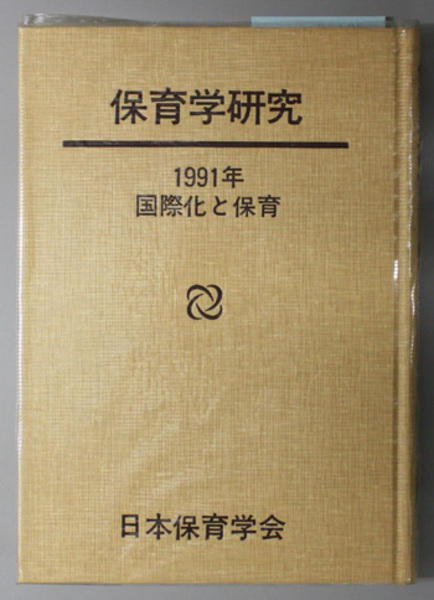 保育学研究
1991年
国際化と保育
日本保育学会